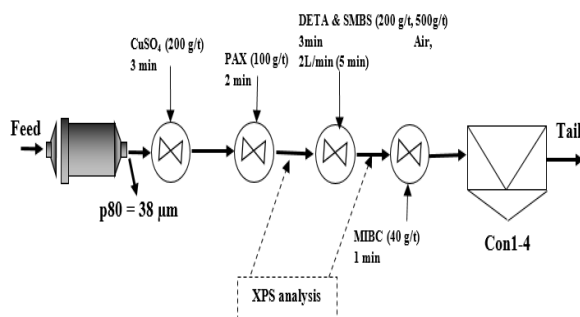 DETA & SMBS (200 g/t, 500g/t)
3min Air,
2L/min (5 min)
CuSO₄ (200 g/t)
3 min
PAX (100 g/t)
2 min
Feed
Tail
p80 = 38 µm
MIBC (40 g/t)
1 min
Con1-4
XPS analysis